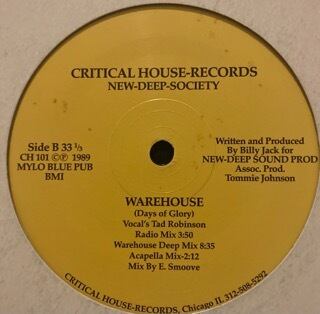 CRITICAL HOUSE-RECORDS
NEW-DEEP-SOCIETY
Side B 33 1/3
CH 101 ©℗ 1989
MYLO BLUE PUB
BMI
Written and Produced
By Billy Jack for
NEW-DEEP SOUND PROD
Assoc. Prod.
Tommie Johnson
WAREHOUSE
(Days of Glory)
Vocal's Tad Robinson
Radio Mix 3:50
Warehouse Deep Mix 8:35
Acapella Mix-2:12
Mix By E. Smoove
CRITICAL HOUSE-RECORDS, Chicago Il 312-508-5292